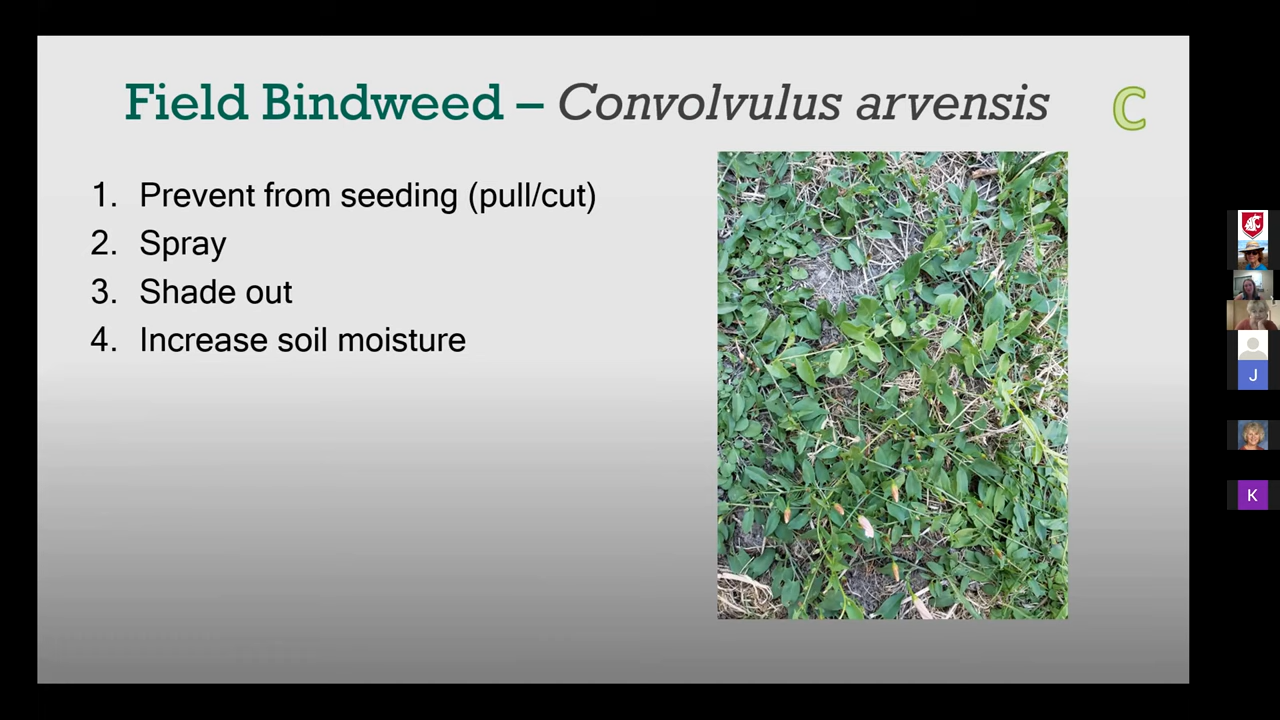 Field Bindweed – Convolvulus arvensis
C
1. Prevent from seeding (pull/cut)
2. Spray
3. Shade out
4. Increase soil moisture
J
K